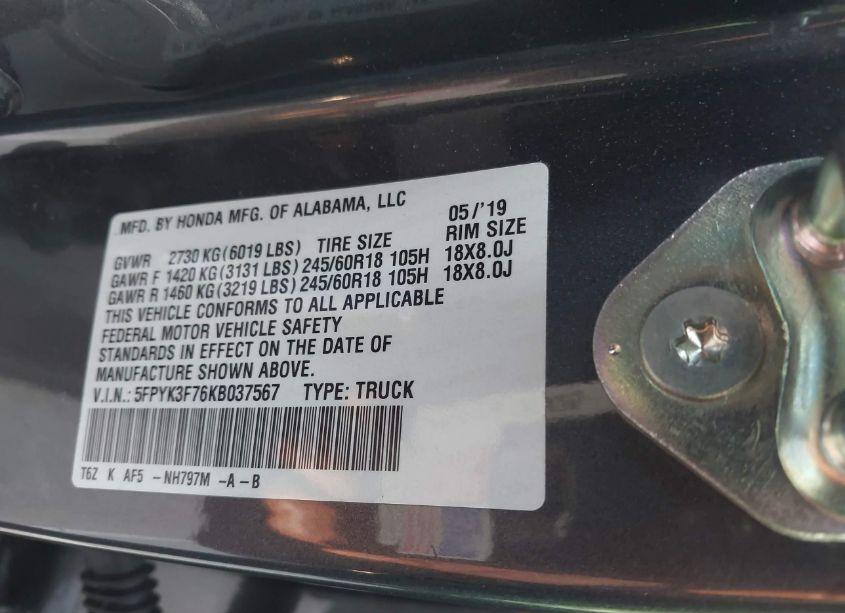 MFD. BY HONDA MFG. OF ALABAMA, LLC 05/'19
GVWR 2730 KG(6019 LBS) TIRE SIZE RIM SIZE
GAWR F 1420 KG(3131 LBS) 245/60R18 105H 18X8.0J
GAWR R 1460 KG(3219 LBS) 245/60R18 105H 18X8.0J
THIS VEHICLE CONFORMS TO ALL APPLICABLE
FEDERAL MOTOR VEHICLE SAFETY
STANDARDS IN EFFECT ON THE DATE OF
MANUFACTURE SHOWN ABOVE.
V.I.N.: 5FPYK3F76KB037567 TYPE: TRUCK
T6Z K AF5 -NH797M -A-B